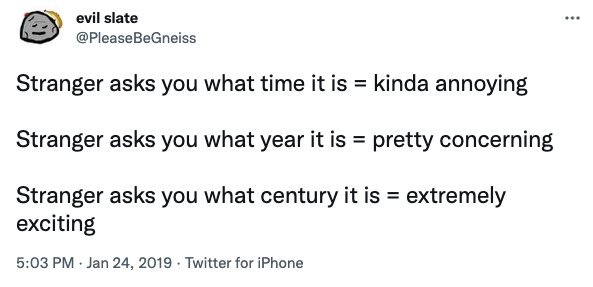 evil slate
@PleaseBeGneiss
Stranger asks you what time it is = kinda annoying
Stranger asks you what year it is = pretty concerning
Stranger asks you what century it is = extremely
exciting
5:03 PM · Jan 24, 2019 · Twitter for iPhone